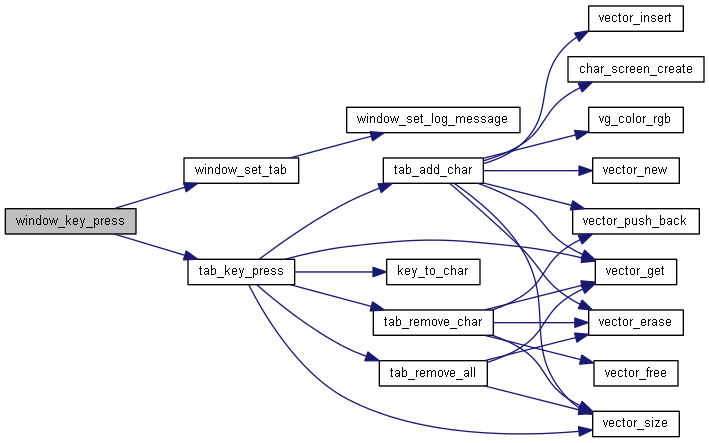 vector_insert
char_screen_create
window_set_log_message
vg_color_rgb
window_set_tab
tab_add_char
vector_new
window_key_press
vector_push_back
tab_key_press
key_to_char
vector_get
tab_remove_char
vector_erase
tab_remove_all
vector_free
vector_size